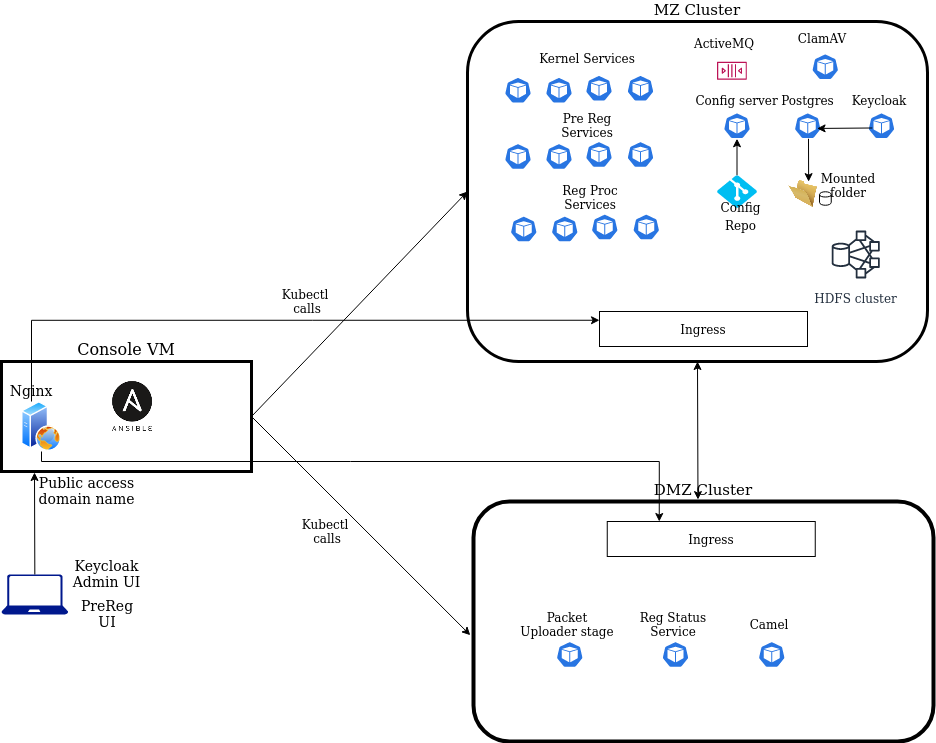 MZ Cluster
ActiveMQ
ClamAV
Kernel Services
Config server
Postgres
Keycloak
Pre Reg
Services
Mounted
folder
Reg Proc
Services
Config
Repo
HDFS cluster
Kubectl
calls
Ingress
Console VM
Nginx
ANSIBLE
Public access
domain name
DMZ Cluster
Kubectl
calls
Ingress
Keycloak
Admin UI
PreReg
UI
Packet
Uploader stage
Reg Status
Service
Camel